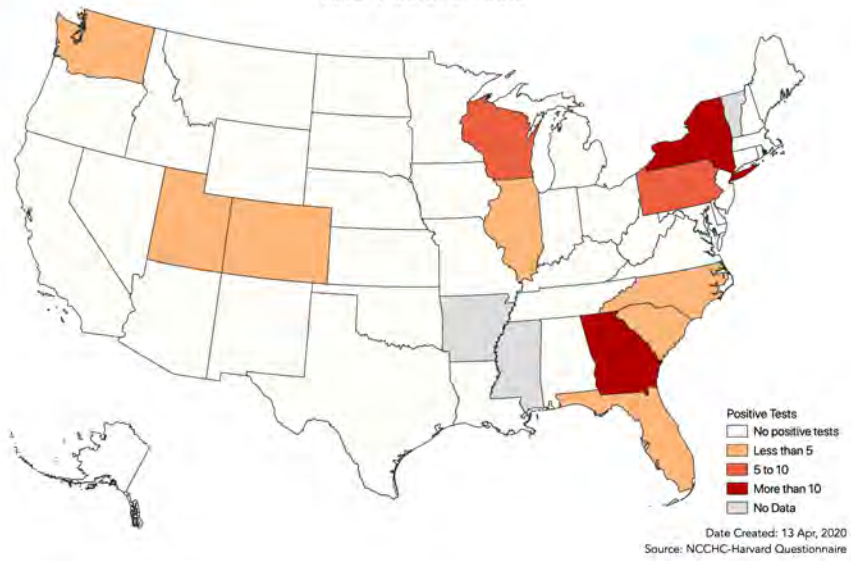 Positive Tests
No positive tests
Less than 5
5 to 10
More than 10
No Data
Date Created: 13 Apr, 2020
Source: NCCHC-Harvard Questionnaire